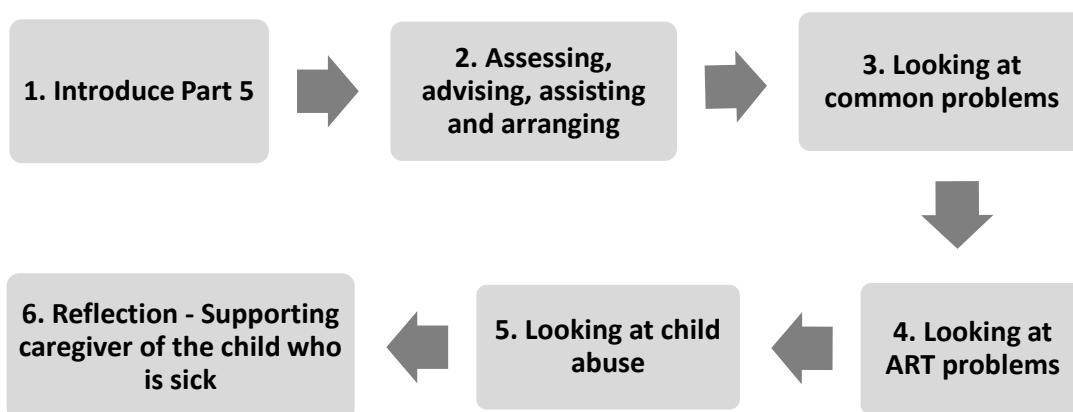 1. Introduce Part 5
2. Assessing,
advising, assisting
and arranging
3. Looking at
common problems
4. Looking at
ART problems
5. Looking at child
abuse
6. Reflection - Supporting
caregiver of the child who
is sick